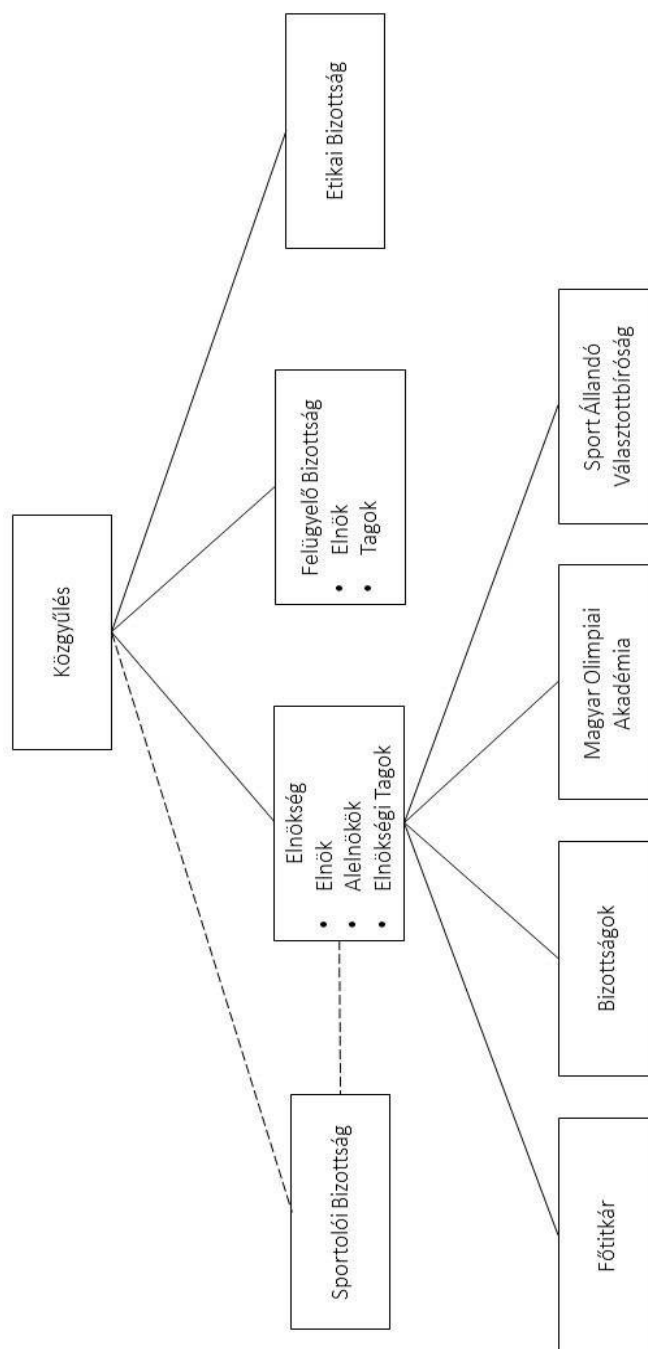 Közgyűlés
Sportolói Bizottság
Elnökség
• Elnök
• Alelnökök
• Elnökségi Tagok
Felügyelő Bizottság
• Elnök
• Tagok
Etikai Bizottság
Főtitkár
Bizottságok
Magyar Olimpiai
Akadémia
Sport Állandó
Választottbíróság